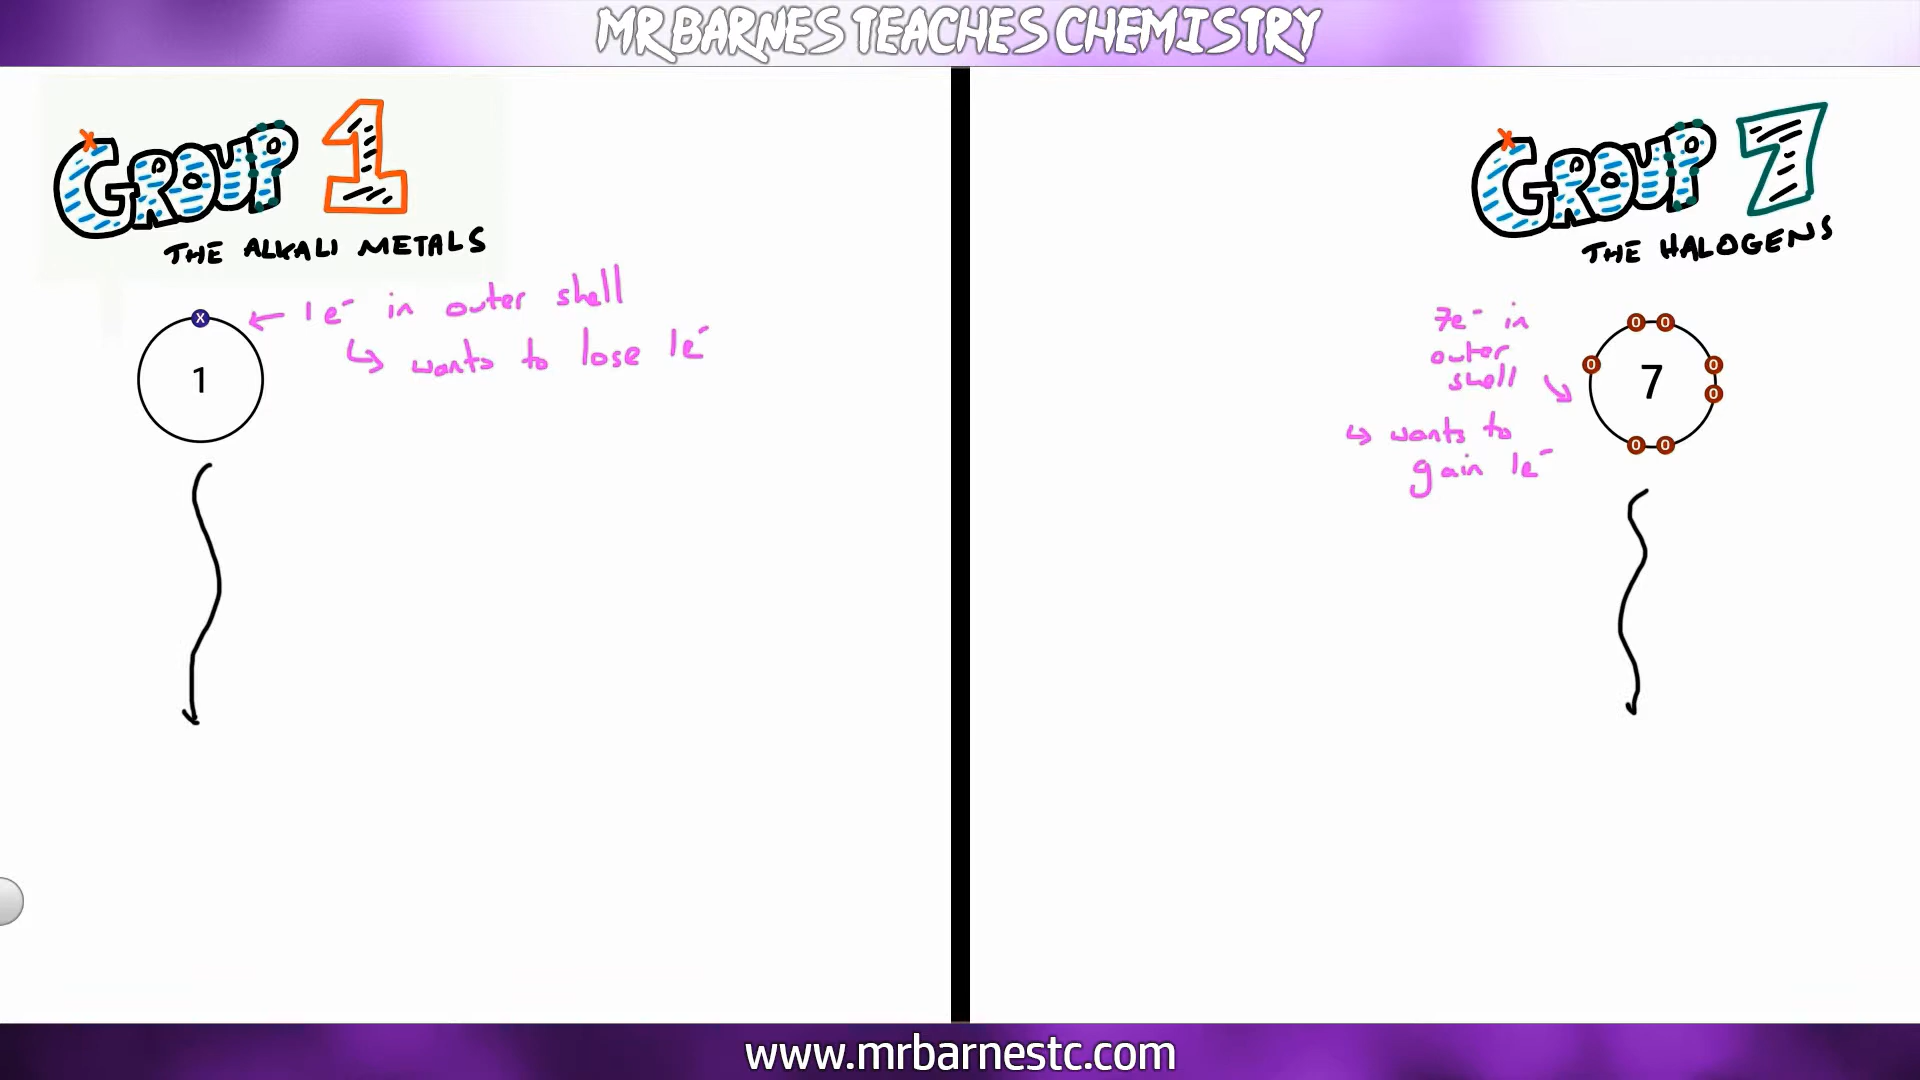 MR BARNES TEACHES CHEMISTRY
GROUP 1
THE ALKALI METALS
← 1e⁻ in outer shell
↳ wants to lose 1e⁻
x
1
GROUP 7
THE HALOGENS
7e⁻ in
outer
shell
↳ wants to
gain 1e⁻
o o
o
o
o
o o
7
www.mrbarnestc.com